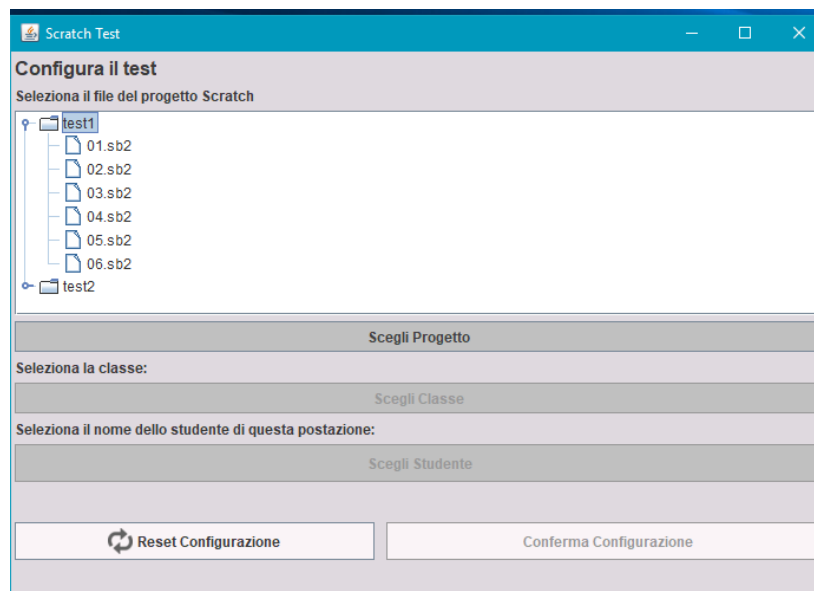 Scratch Test
Configura il test
Seleziona il file del progetto Scratch
test1
01.sb2
02.sb2
03.sb2
04.sb2
05.sb2
06.sb2
test2
Scegli Progetto
Seleziona la classe:
Scegli Classe
Seleziona il nome dello studente di questa postazione:
Scegli Studente
Reset Configurazione Conferma Configurazione